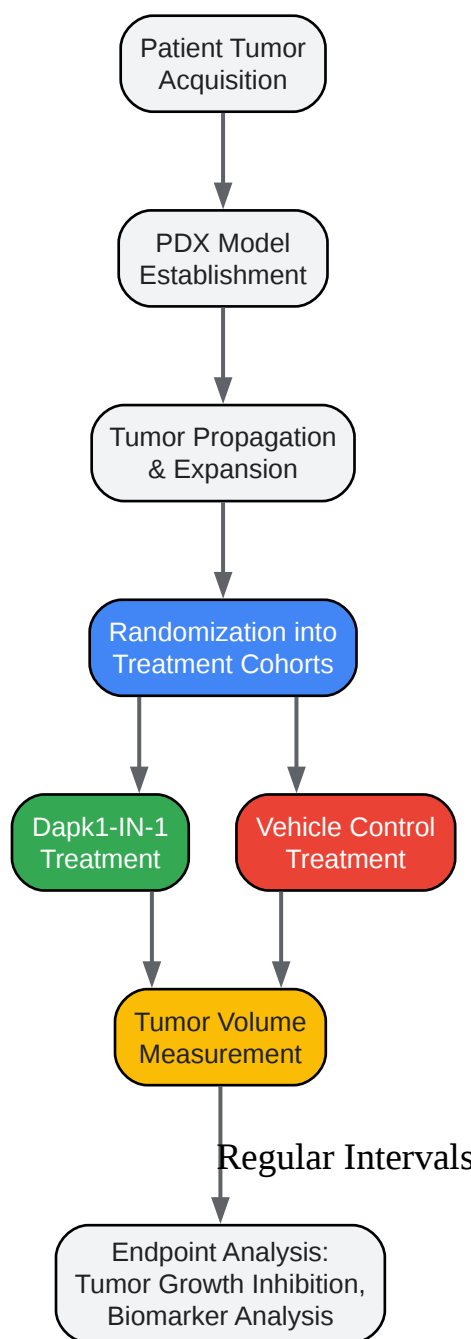 Patient Tumor
Acquisition
PDX Model
Establishment
Tumor Propagation
& Expansion
Randomization into
Treatment Cohorts
Dapk1-IN-1
Treatment
Vehicle Control
Treatment
Tumor Volume
Measurement
Regular Intervals
Endpoint Analysis:
Tumor Growth Inhibition,
Biomarker Analysis